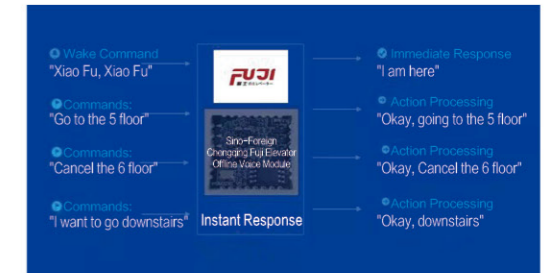 Wake Command
"Xiao Fu, Xiao Fu"
Commands:
"Go to the 5 floor"
Commands:
"Cancel the 6 floor"
Commands:
"I want to go downstairs"
FUJI
Sino-Foreign
Chongqing Fuji Elevator
Offline Voice Module
Instant Response
Immediate Response
"I am here"
Action Processing
"Okay, going to the 5 floor"
Action Processing
"Okay, Cancel the 6 floor"
Action Processing
"Okay, downstairs"